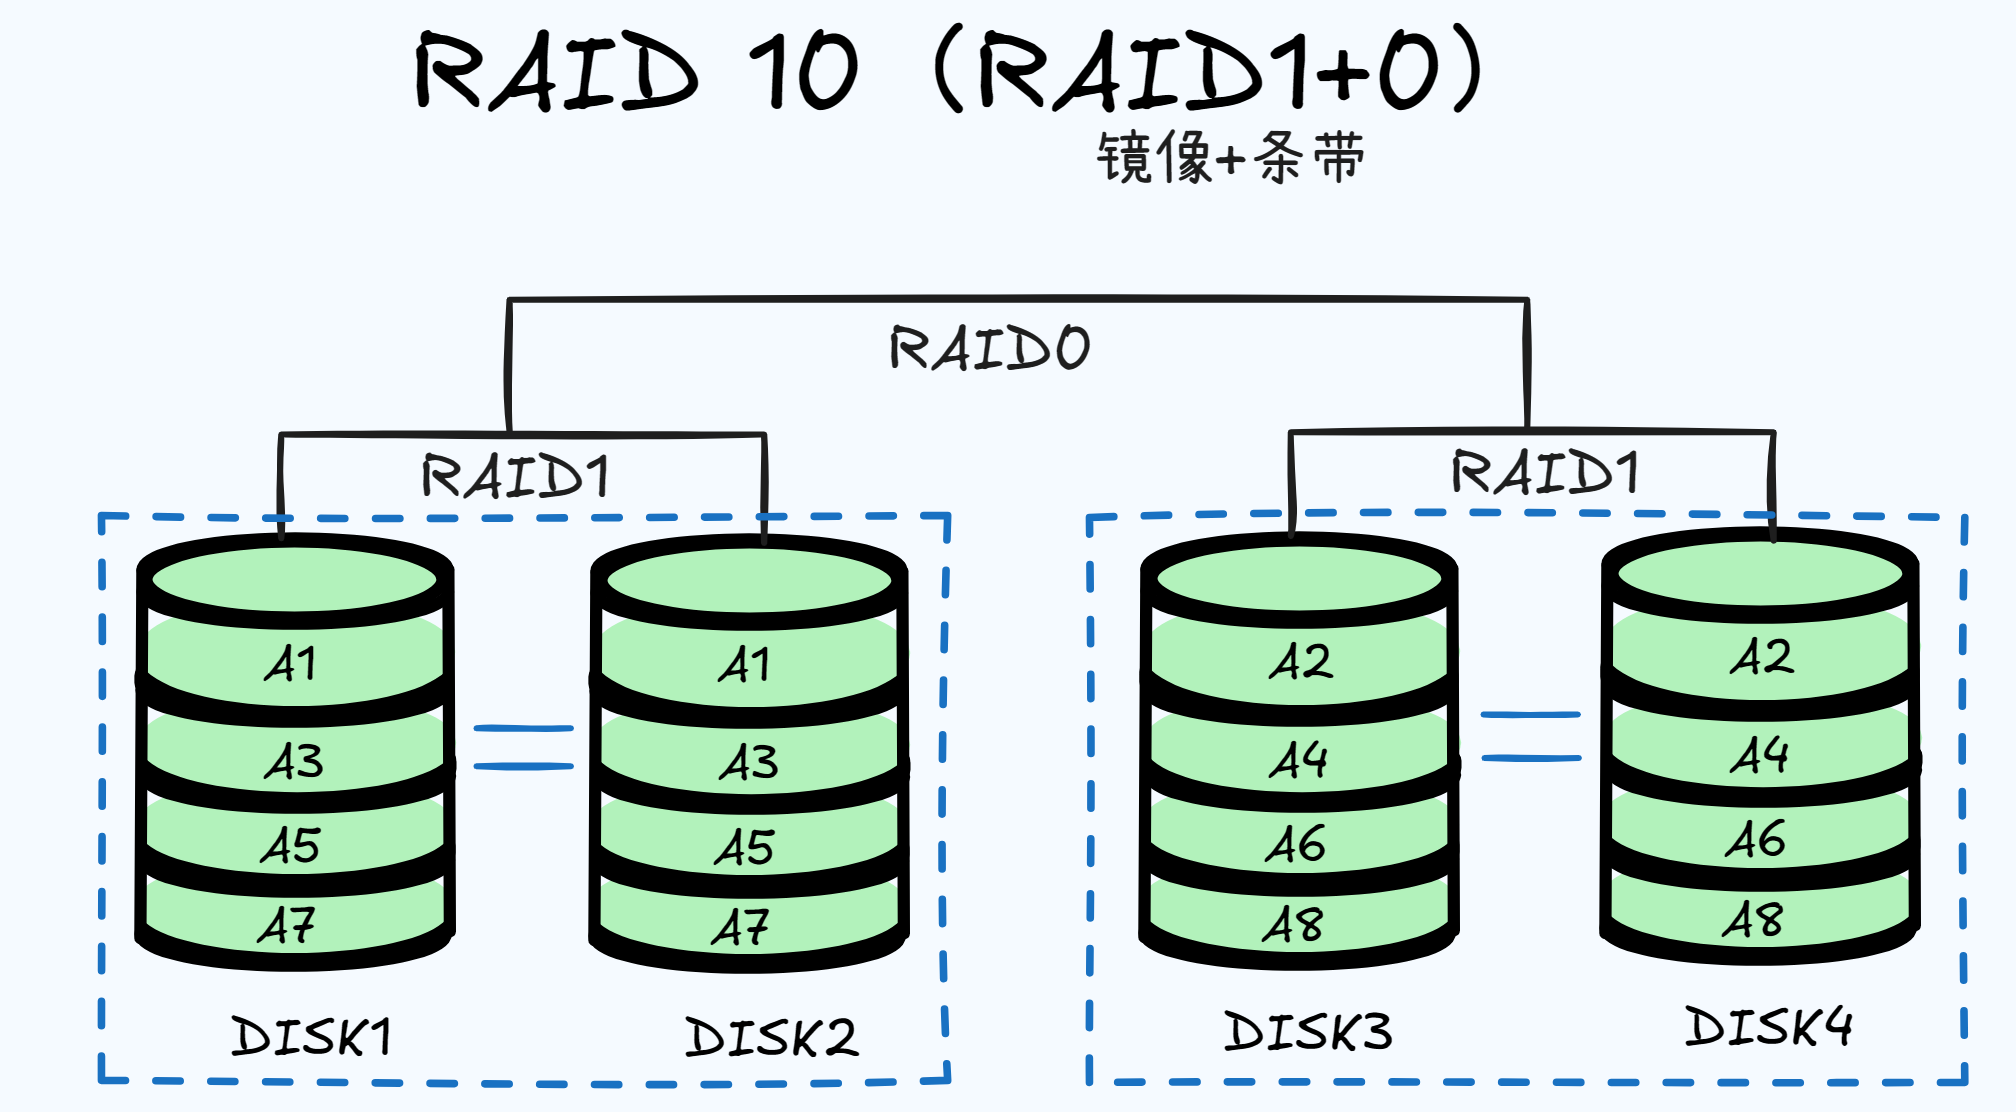 RAID 10（RAID1+0）
镜像+条带
RAID0
RAID1
RAID1
A1
A1
A2
A2
A3
A3
A4
A4
A5
A5
A6
A6
A7
A7
A8
A8
DISK1
DISK2
DISK3
DISK4